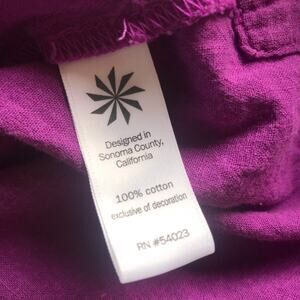 Designed in
Sonoma County,
California
100% cotton
exclusive of decoration
RN #54023